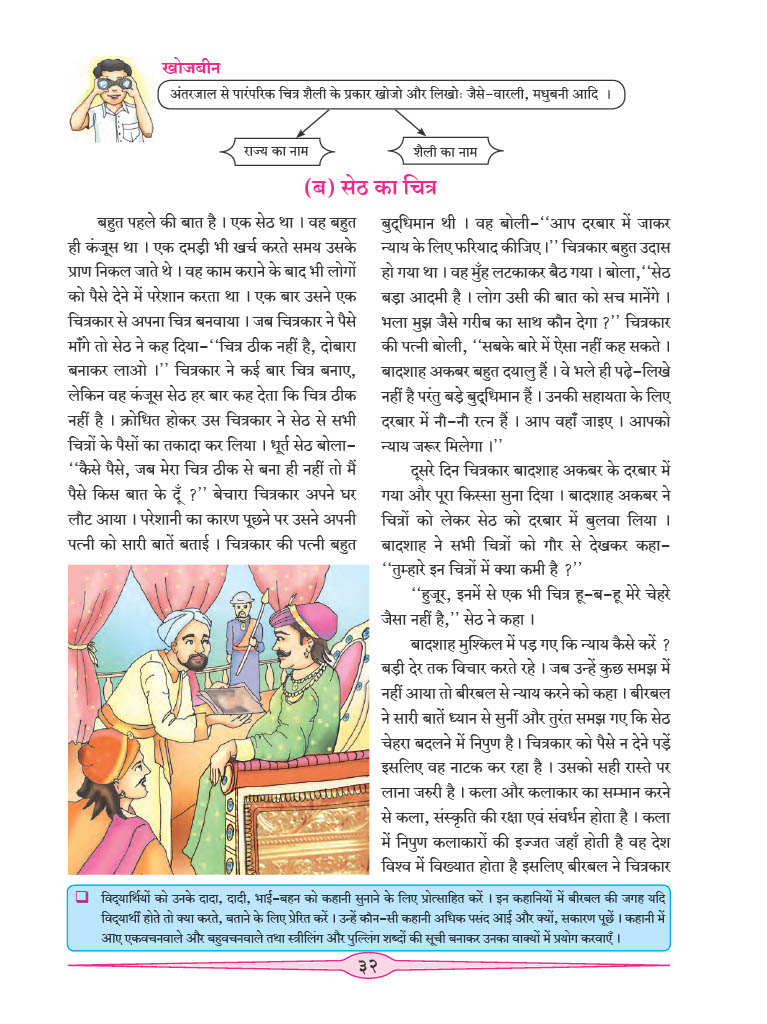 खोजबीन
अंतरजाल से पारंपरिक चित्र शैली के प्रकार खोजो और लिखोः जैसे-वारली, मधुबनी आदि ।
राज्य का नाम
शैली का नाम
(ब) सेठ का चित्र
बहुत पहले की बात है । एक सेठ था । वह बहुत
ही कंजूस था । एक दमड़ी भी खर्च करते समय उसके
प्राण निकल जाते थे । वह काम कराने के बाद भी लोगों
को पैसे देने में परेशान करता था । एक बार उसने एक
चित्रकार से अपना चित्र बनवाया । जब चित्रकार ने पैसे
माँगे तो सेठ ने कह दिया-‘‘चित्र ठीक नहीं है, दोबारा
बनाकर लाओ ।’’ चित्रकार ने कई बार चित्र बनाए,
लेकिन वह कंजूस सेठ हर बार कह देता कि चित्र ठीक
नहीं है । क्रोधित होकर उस चित्रकार ने सेठ से सभी
चित्रों के पैसों का तकादा कर लिया । धूर्त सेठ बोला-
‘‘कैसे पैसे, जब मेरा चित्र ठीक से बना ही नहीं तो मैं
पैसे किस बात के दूँ ?’’ बेचारा चित्रकार अपने घर
लौट आया । परेशानी का कारण पूछने पर उसने अपनी
पत्नी को सारी बातें बताई । चित्रकार की पत्नी बहुत
बुद्धिमान थी । वह बोली-‘‘आप दरबार में जाकर
न्याय के लिए फरियाद कीजिए ।’’ चित्रकार बहुत उदास
हो गया था । वह मुँह लटकाकर बैठ गया । बोला,‘‘सेठ
बड़ा आदमी है । लोग उसी की बात को सच मानेंगे ।
भला मुझ जैसे गरीब का साथ कौन देगा ?’’ चित्रकार
की पत्नी बोली, ‘‘सबके बारे में ऐसा नहीं कह सकते ।
बादशाह अकबर बहुत दयालु हैं । वे भले ही पढ़े-लिखे
नहीं है परंतु बड़े बुद्धिमान हैं । उनकी सहायता के लिए
दरबार में नौ-नौ रत्न हैं । आप वहाँ जाइए । आपको
न्याय जरूर मिलेगा ।’’
दूसरे दिन चित्रकार बादशाह अकबर के दरबार में
गया और पूरा किस्सा सुना दिया । बादशाह अकबर ने
चित्रों को लेकर सेठ को दरबार में बुलवा लिया ।
बादशाह ने सभी चित्रों को गौर से देखकर कहा-
‘‘तुम्हारे इन चित्रों में क्या कमी है ?’’
‘‘हुजूर, इनमें से एक भी चित्र हू-ब-हू मेरे चेहरे
जैसा नहीं है,’’ सेठ ने कहा ।
बादशाह मुश्किल में पड़ गए कि न्याय कैसे करें ?
बड़ी देर तक विचार करते रहे । जब उन्हें कुछ समझ में
नहीं आया तो बीरबल से न्याय करने को कहा । बीरबल
ने सारी बातें ध्यान से सुनीं और तुरंत समझ गए कि सेठ
चेहरा बदलने में निपुण है । चित्रकार को पैसे न देने पड़ें
इसलिए वह नाटक कर रहा है । उसको सही रास्ते पर
लाना जरुरी है । कला और कलाकार का सम्मान करने
से कला, संस्कृति की रक्षा एवं संवर्धन होता है । कला
में निपुण कलाकारों की इज्जत जहाँ होती है वह देश
विश्व में विख्यात होता है इसलिए बीरबल ने चित्रकार
❑ विद्यार्थियों को उनके दादा, दादी, भाई-बहन को कहानी सुनाने के लिए प्रोत्साहित करें । इन कहानियों में बीरबल की जगह यदि
विद्यार्थी होते तो क्या करते, बताने के लिए प्रेरित करें । उन्हें कौन-सी कहानी अधिक पसंद आई और क्यों, सकारण पूछें । कहानी में
आए एकवचनवाले और बहुवचनवाले तथा स्त्रीलिंग और पुल्लिंग शब्दों की सूची बनाकर उनका वाक्यों में प्रयोग करवाएँ ।
३२